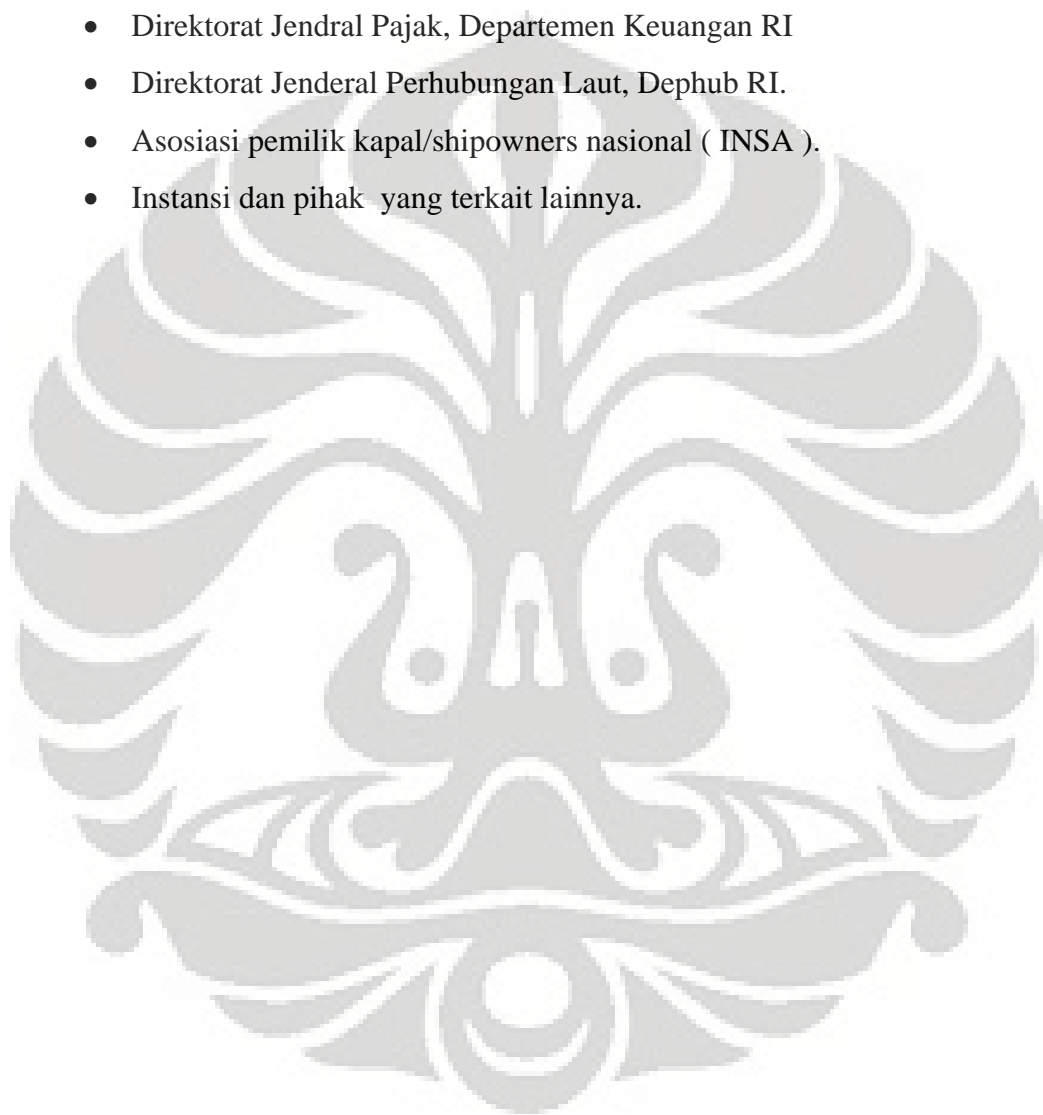 • Direktorat Jendral Pajak, Departemen Keuangan RI
• Direktorat Jenderal Perhubungan Laut, Dephub RI.
• Asosiasi pemilik kapal/shipowners nasional ( INSA ).
• Instansi dan pihak  yang terkait lainnya.